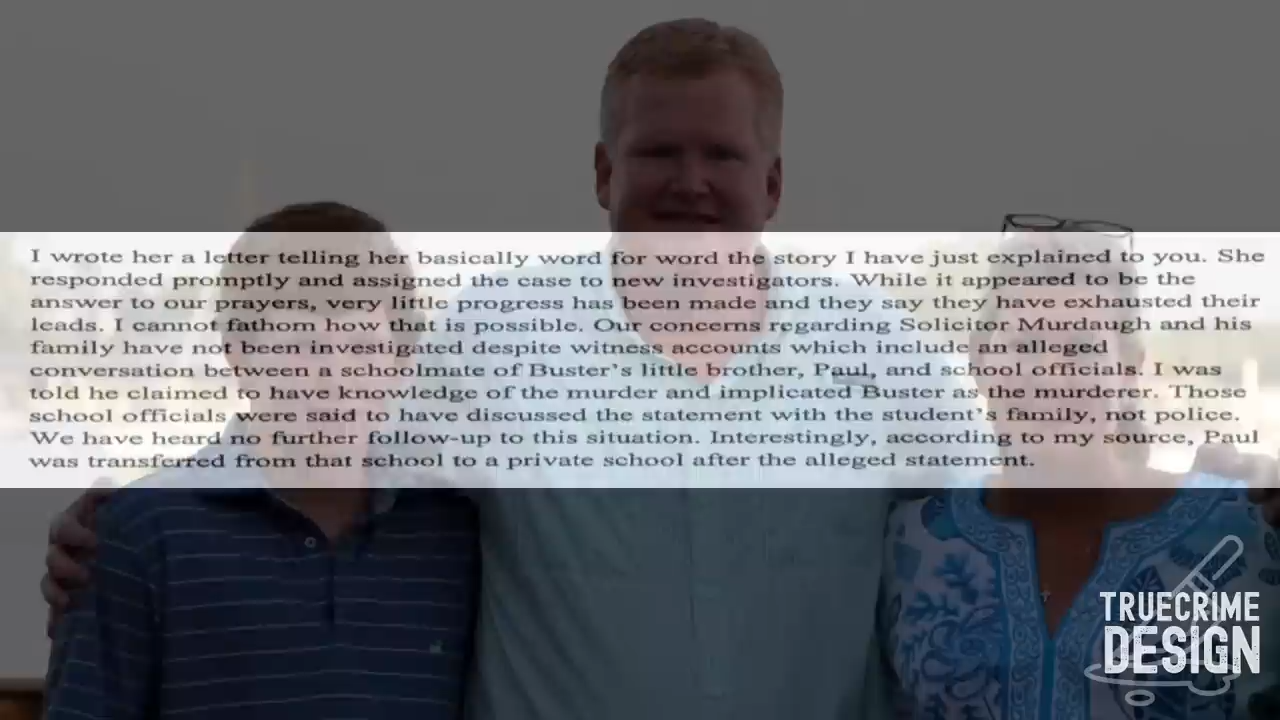 I wrote her a letter telling her basically word for word the story I have just explained to you. She
responded promptly and assigned the case to new investigators. While it appeared to be the
answer to our prayers, very little progress has been made and they say they have exhausted their
leads. I cannot fathom how that is possible. Our concerns regarding Solicitor Murdaugh and his
family have not been investigated despite witness accounts which include an alleged
conversation between a schoolmate of Buster's little brother, Paul, and school officials. I was
told he claimed to have knowledge of the murder and implicated Buster as the murderer. Those
school officials were said to have discussed the statement with the student's family, not police.
We have heard no further follow-up to this situation. Interestingly, according to my source, Paul
was transferred from that school to a private school after the alleged statement.
TRUECRIME
DESIGN